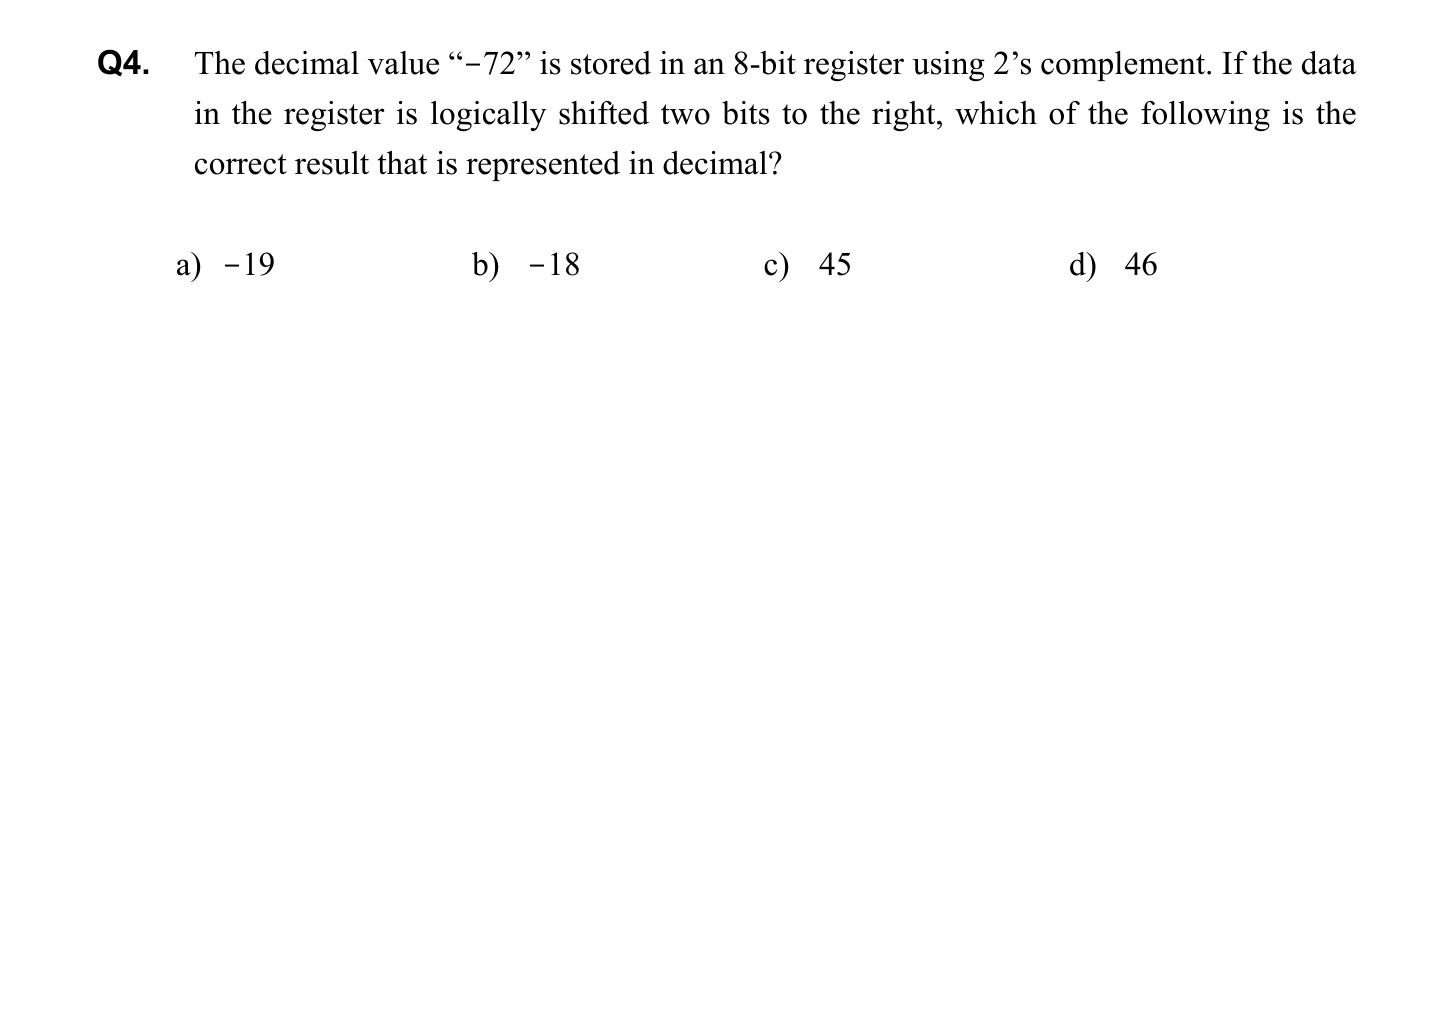 Q4. The decimal value “−72” is stored in an 8-bit register using 2’s complement. If the data
in the register is logically shifted two bits to the right, which of the following is the
correct result that is represented in decimal?
a) −19 b) −18 c) 45 d) 46